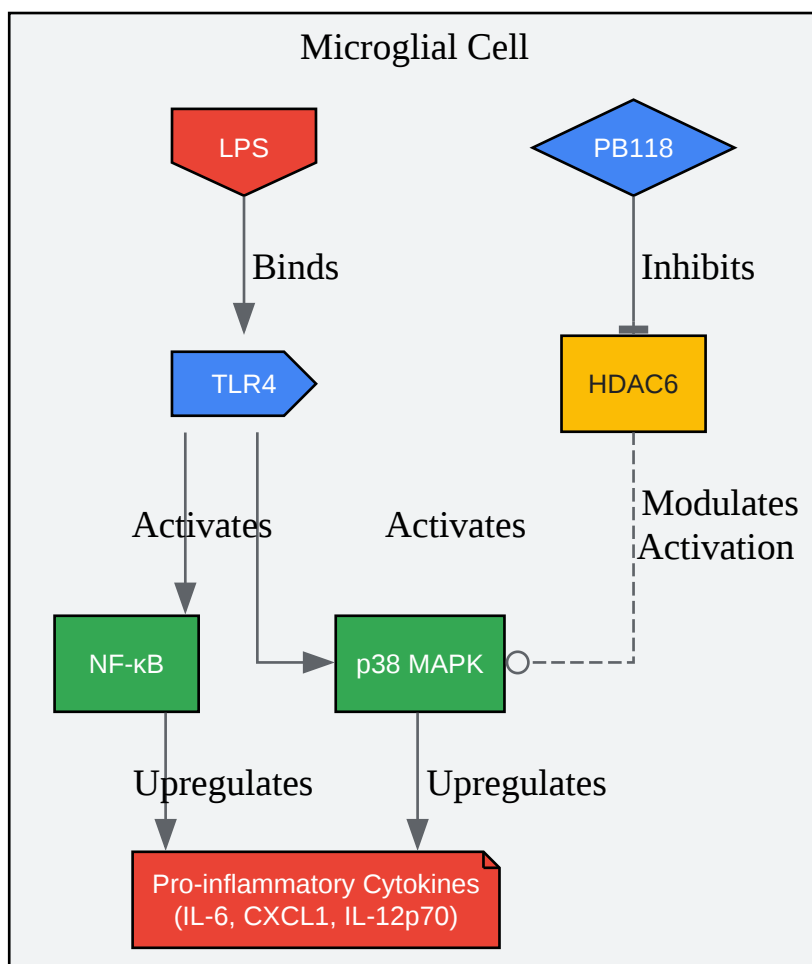 Microglial Cell
LPS
PB118
Binds
Inhibits
TLR4
HDAC6
Activates
Activates
Modulates
Activation
NF-κB
p38 MAPK
Upregulates
Upregulates
Pro-inflammatory Cytokines
(IL-6, CXCL1, IL-12p70)